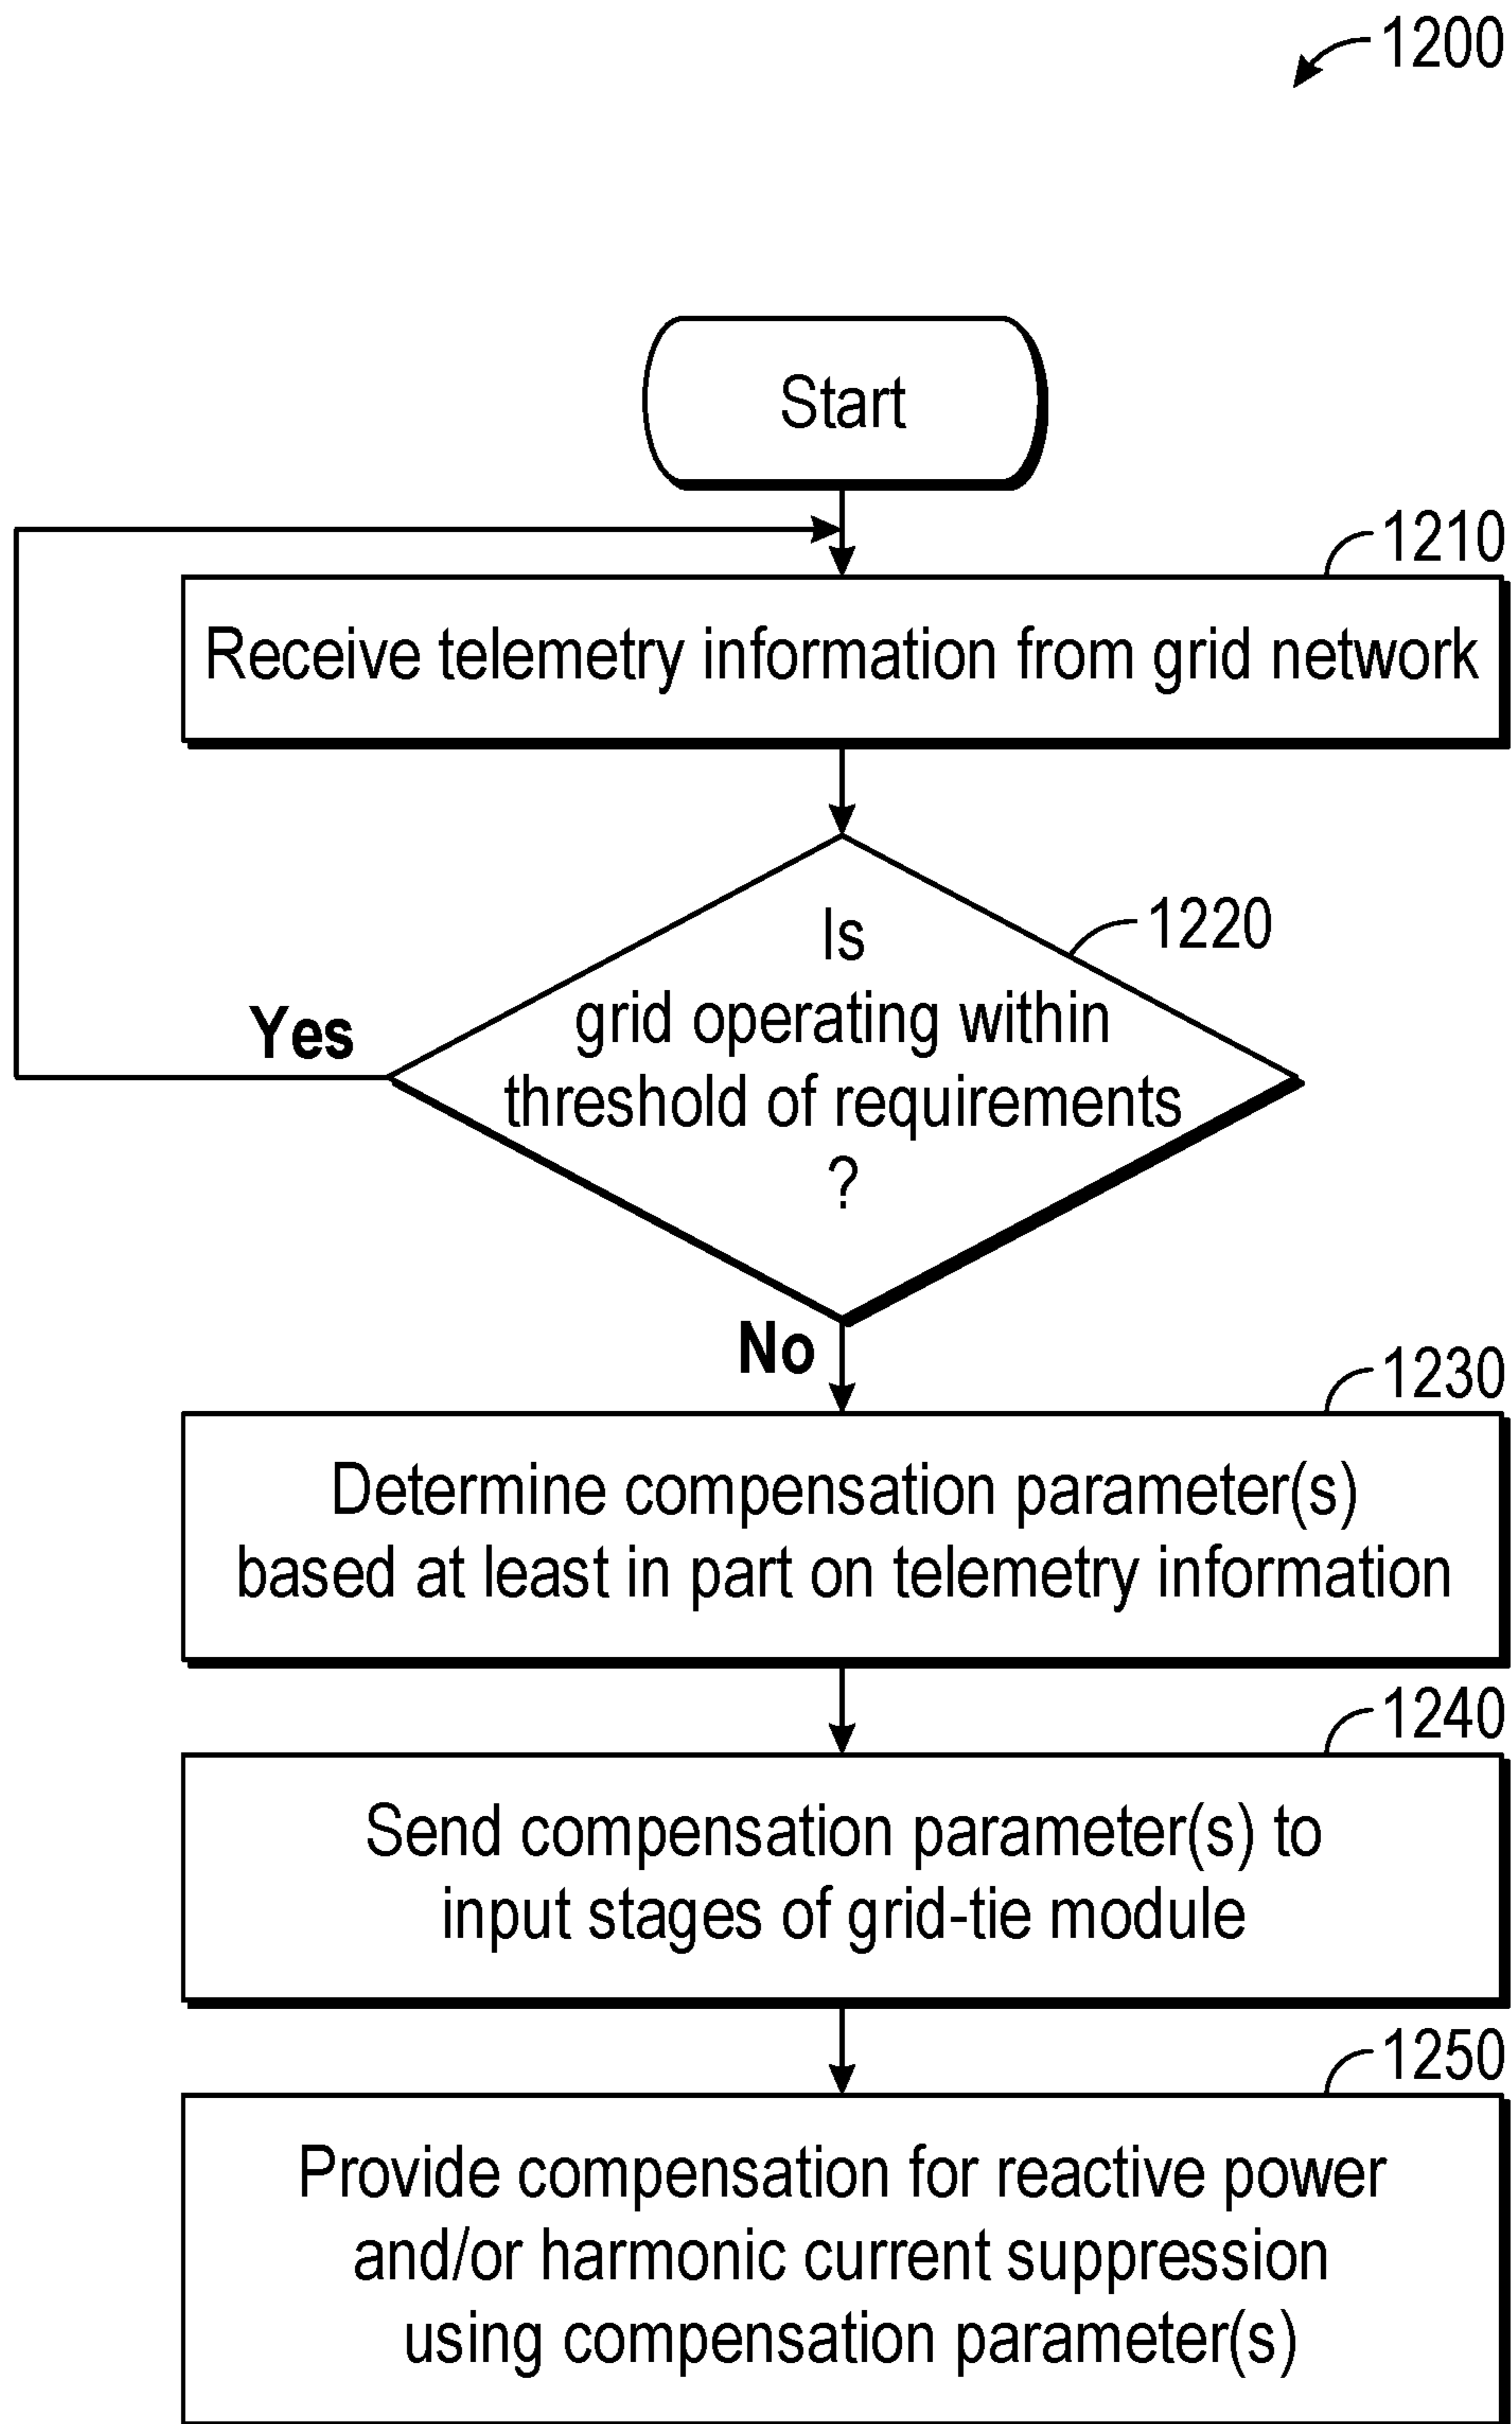 1200
Start
1210
Receive telemetry information from grid network
1220
Is
grid operating within
threshold of requirements
?
Yes
No
1230
Determine compensation parameter(s)
based at least in part on telemetry information
1240
Send compensation parameter(s) to
input stages of grid-tie module
1250
Provide compensation for reactive power
and/or harmonic current suppression
using compensation parameter(s)